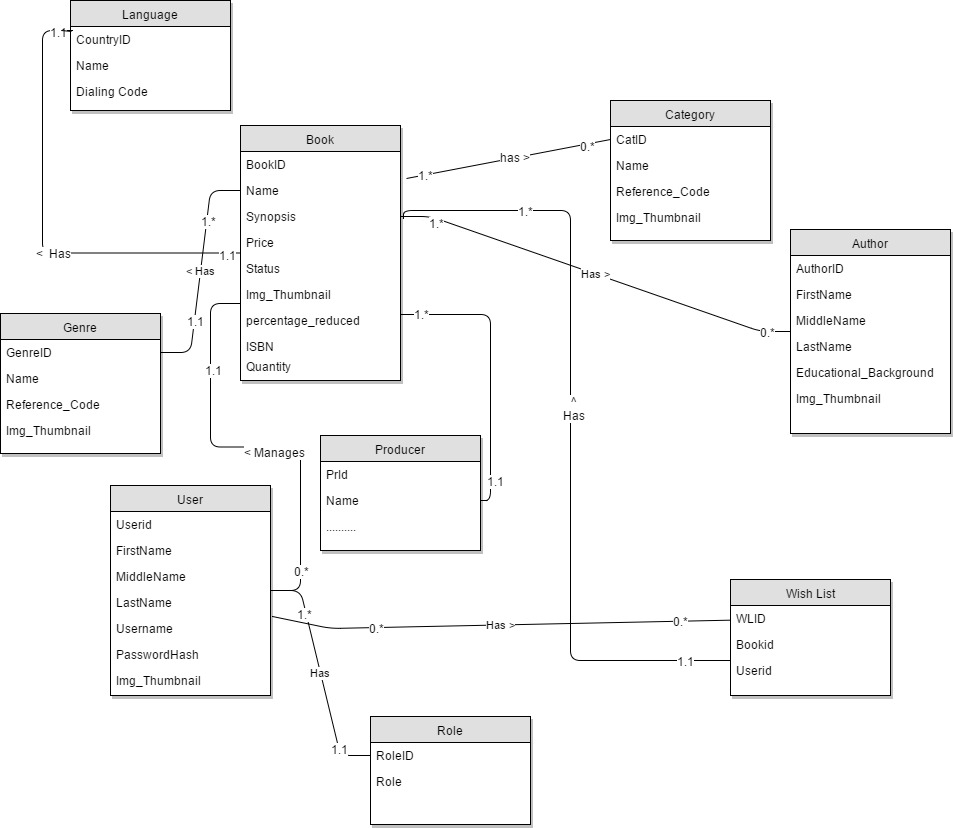 Language
CountryID
Name
Dialing Code
1.1
Book
BookID
Name
Synopsis
Price
Status
Img_Thumbnail
percentage_reduced
ISBN
Quantity
Category
CatID
Name
Reference_Code
Img_Thumbnail
1.*
has >
0.*
Author
AuthorID
FirstName
MiddleName
LastName
Educational_Background
Img_Thumbnail
1.*
Has >
0.*
1.*
^
Has
1.1
< Has
1.1
1.*
< Has
1.1
Genre
GenreID
Name
Reference_Code
Img_Thumbnail
1.1
< Manages
0.*
1.*
1.1
Producer
PrId
Name
..........
User
Userid
FirstName
MiddleName
LastName
Username
PasswordHash
Img_Thumbnail
0.*
Has >
0.*
Wish List
WLID
Bookid
Userid
1.*
Has
1.1
Role
RoleID
Role